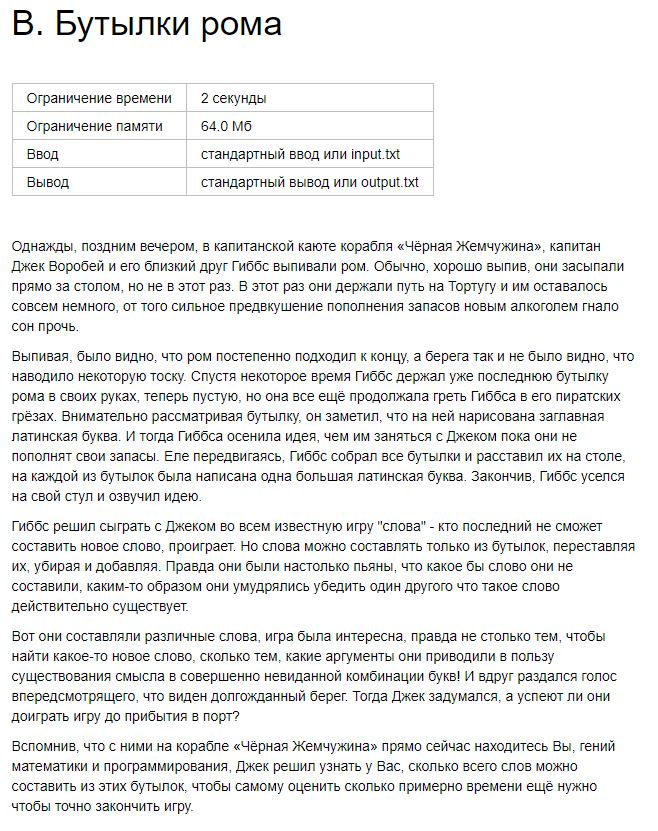 В. Бутылки рома
Ограничение времени 2 секунды
Ограничение памяти 64.0 Мб
Ввод стандартный ввод или input.txt
Вывод стандартный вывод или output.txt
Однажды, поздним вечером, в капитанской каюте корабля «Чёрная Жемчужина», капитан
Джек Воробей и его близкий друг Гиббс выпивали ром. Обычно, хорошо выпив, они засыпали
прямо за столом, но не в этот раз. В этот раз они держали путь на Тортугу и им оставалось
совсем немного, от того сильное предвкушение пополнения запасов новым алкоголем гнало
сон прочь.
Выпивая, было видно, что ром постепенно подходил к концу, а берега так и не было видно, что
наводило некоторую тоску. Спустя некоторое время Гиббс держал уже последнюю бутылку
рома в своих руках, теперь пустую, но она все ещё продолжала греть Гиббса в его пиратских
грёзах. Внимательно рассматривая бутылку, он заметил, что на ней нарисована заглавная
латинская буква. И тогда Гиббса осенила идея, чем им заняться с Джеком пока они не
пополнят свои запасы. Еле передвигаясь, Гиббс собрал все бутылки и расставил их на столе,
на каждой из бутылок была написана одна большая латинская буква. Закончив, Гиббс уселся
на свой стул и озвучил идею.
Гиббс решил сыграть с Джеком во всем известную игру "слова" - кто последний не сможет
составить новое слово, проиграет. Но слова можно составлять только из бутылок, переставляя
их, убирая и добавляя. Правда они были настолько пьяны, что какое бы слово они не
составили, каким-то образом они умудрялись убедить один другого что такое слово
действительно существует.
Вот они составляли различные слова, игра была интересна, правда не столько тем, чтобы
найти какое-то новое слово, сколько тем, какие аргументы они приводили в пользу
существования смысла в совершенно невиданной комбинации букв! И вдруг раздался голос
впередсмотрящего, что виден долгожданный берег. Тогда Джек задумался, а успеют ли они
доиграть игру до прибытия в порт?
Вспомнив, что с ними на корабле «Чёрная Жемчужина» прямо сейчас находитесь Вы, гений
математики и программирования, Джек решил узнать у Вас, сколько всего слов можно
составить из этих бутылок, чтобы самому оценить сколько примерно времени ещё нужно
чтобы точно закончить игру.